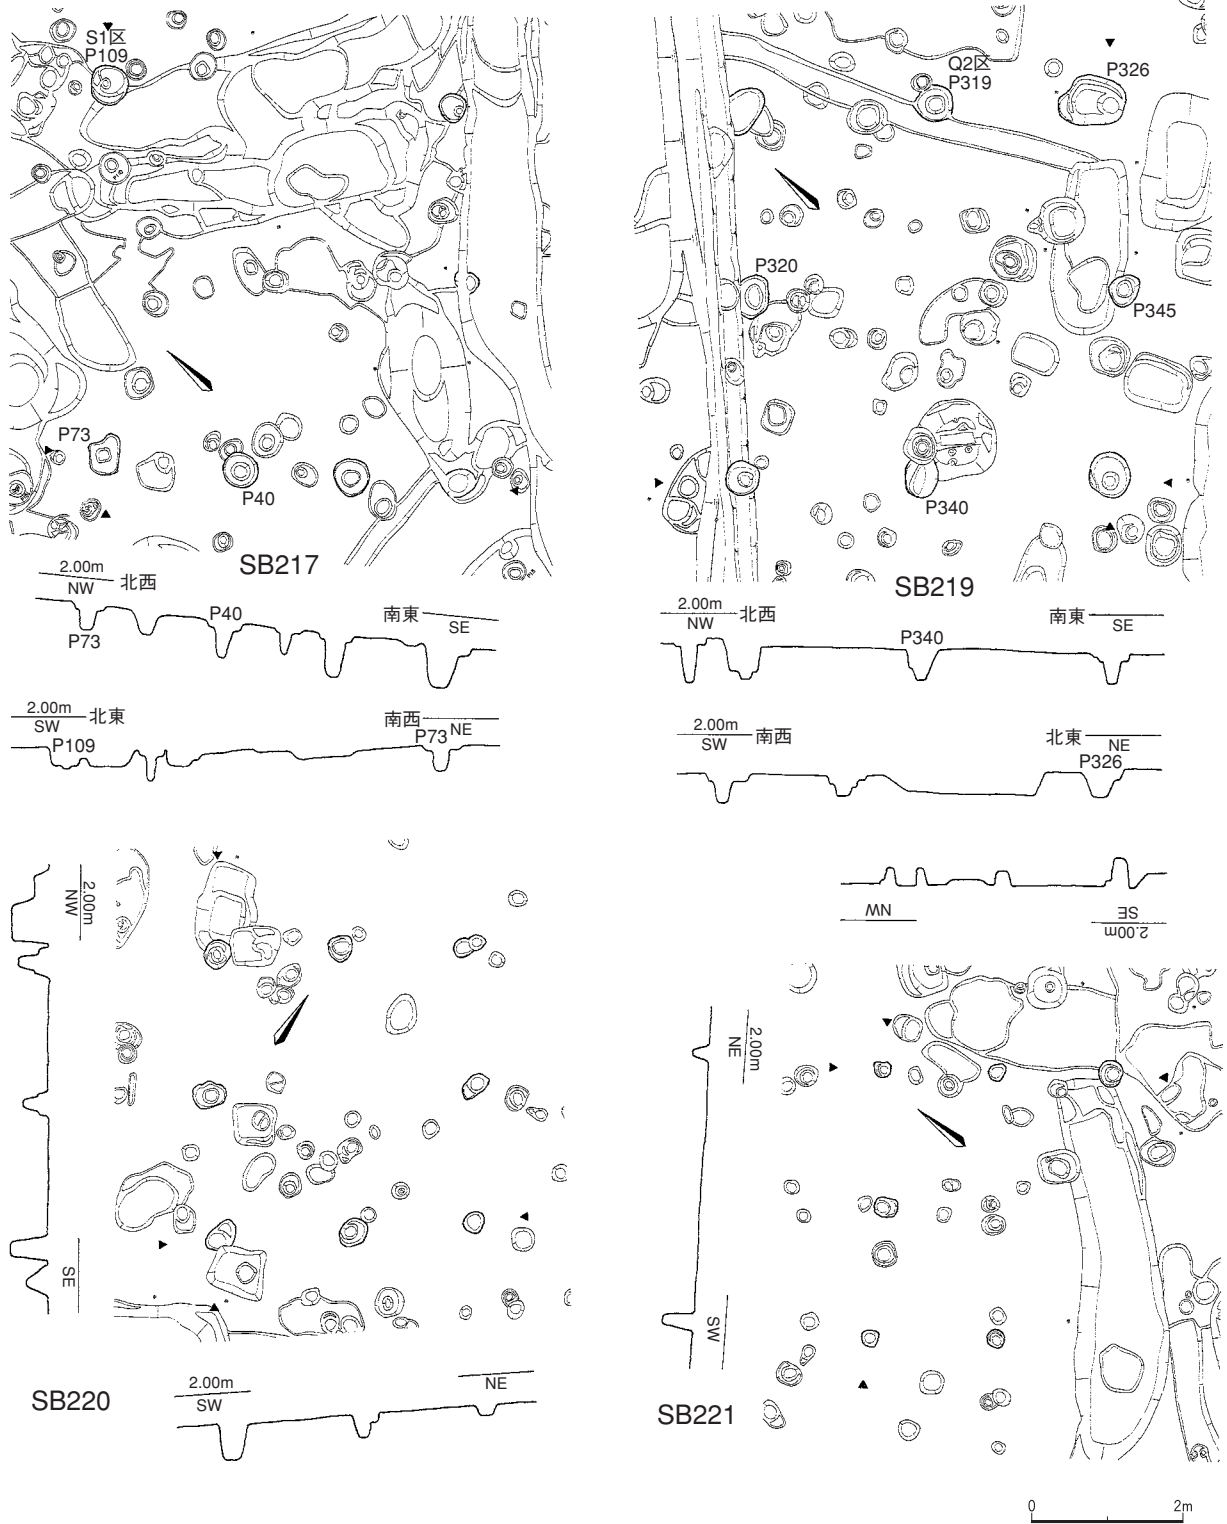 S1区
P109
P73
P40
SB217
2.00m
NW 北西
P40
P73
南東
SE
2.00m
SW 北東
P109
南西
NE
P73
Q2区
P319
P326
P320
P345
P340
SB219
2.00m
NW 北西
P340
南東
SE
2.00m
SW 南西
北東
NE
P326
2.00m
NW
SE
SB220
2.00m
SW
NE
NW
SE
2.00m
2.00m
NE
SW
SB221
0 2m